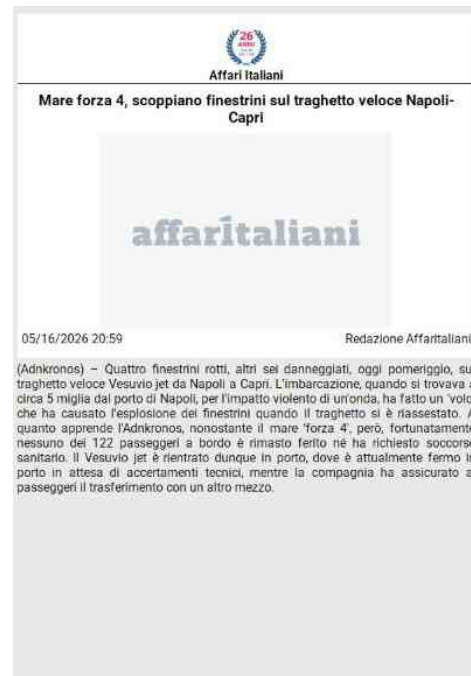 26
ANNO
Affari Italiani
Mare forza 4, scoppiano finestrini sul traghetto veloce Napoli-
Capri
affaritaliani
05/16/2026 20:59
Redazione Affaritaliani
(Adnkronos) – Quattro finestrini rotti, altri sei danneggiati, oggi pomeriggio, su
traghetto veloce Vesuvio jet da Napoli a Capri. L'imbarcazione, quando si trovava a
circa 5 miglia dal porto di Napoli, per l'impatto violento di un'onda, ha fatto un 'volo
che ha causato l'esplosione dei finestrini quando il traghetto si è riassestato. A
quanto apprende l'Adnkronos, nonostante il mare 'forza 4', però, fortunatamente
nessuno dei 122 passeggeri a bordo è rimasto ferito né ha richiesto soccorso
sanitario. Il Vesuvio jet è rientrato dunque in porto, dove è attualmente fermo in
porto in attesa di accertamenti tecnici, mentre la compagnia ha assicurato a
passeggeri il trasferimento con un altro mezzo.